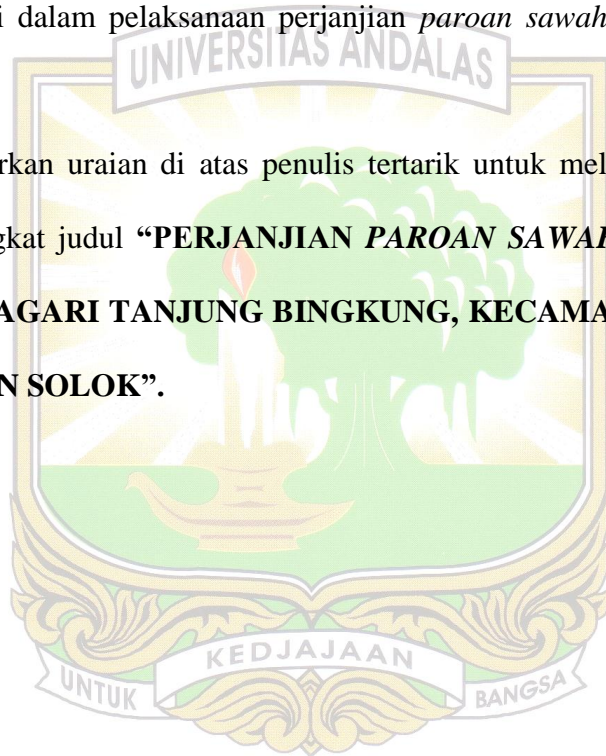 i dalam pelaksanaan perjanjian paroan sawah
UNIVERSITAS ANDALAS
rkan uraian di atas penulis tertarik untuk mel
gkat judul “PERJANJIAN PAROAN SAWAH
AGARI TANJUNG BINGKUNG, KECAMA
N SOLOK”.
KEDJAJAAN
UNTUK
BANGSA